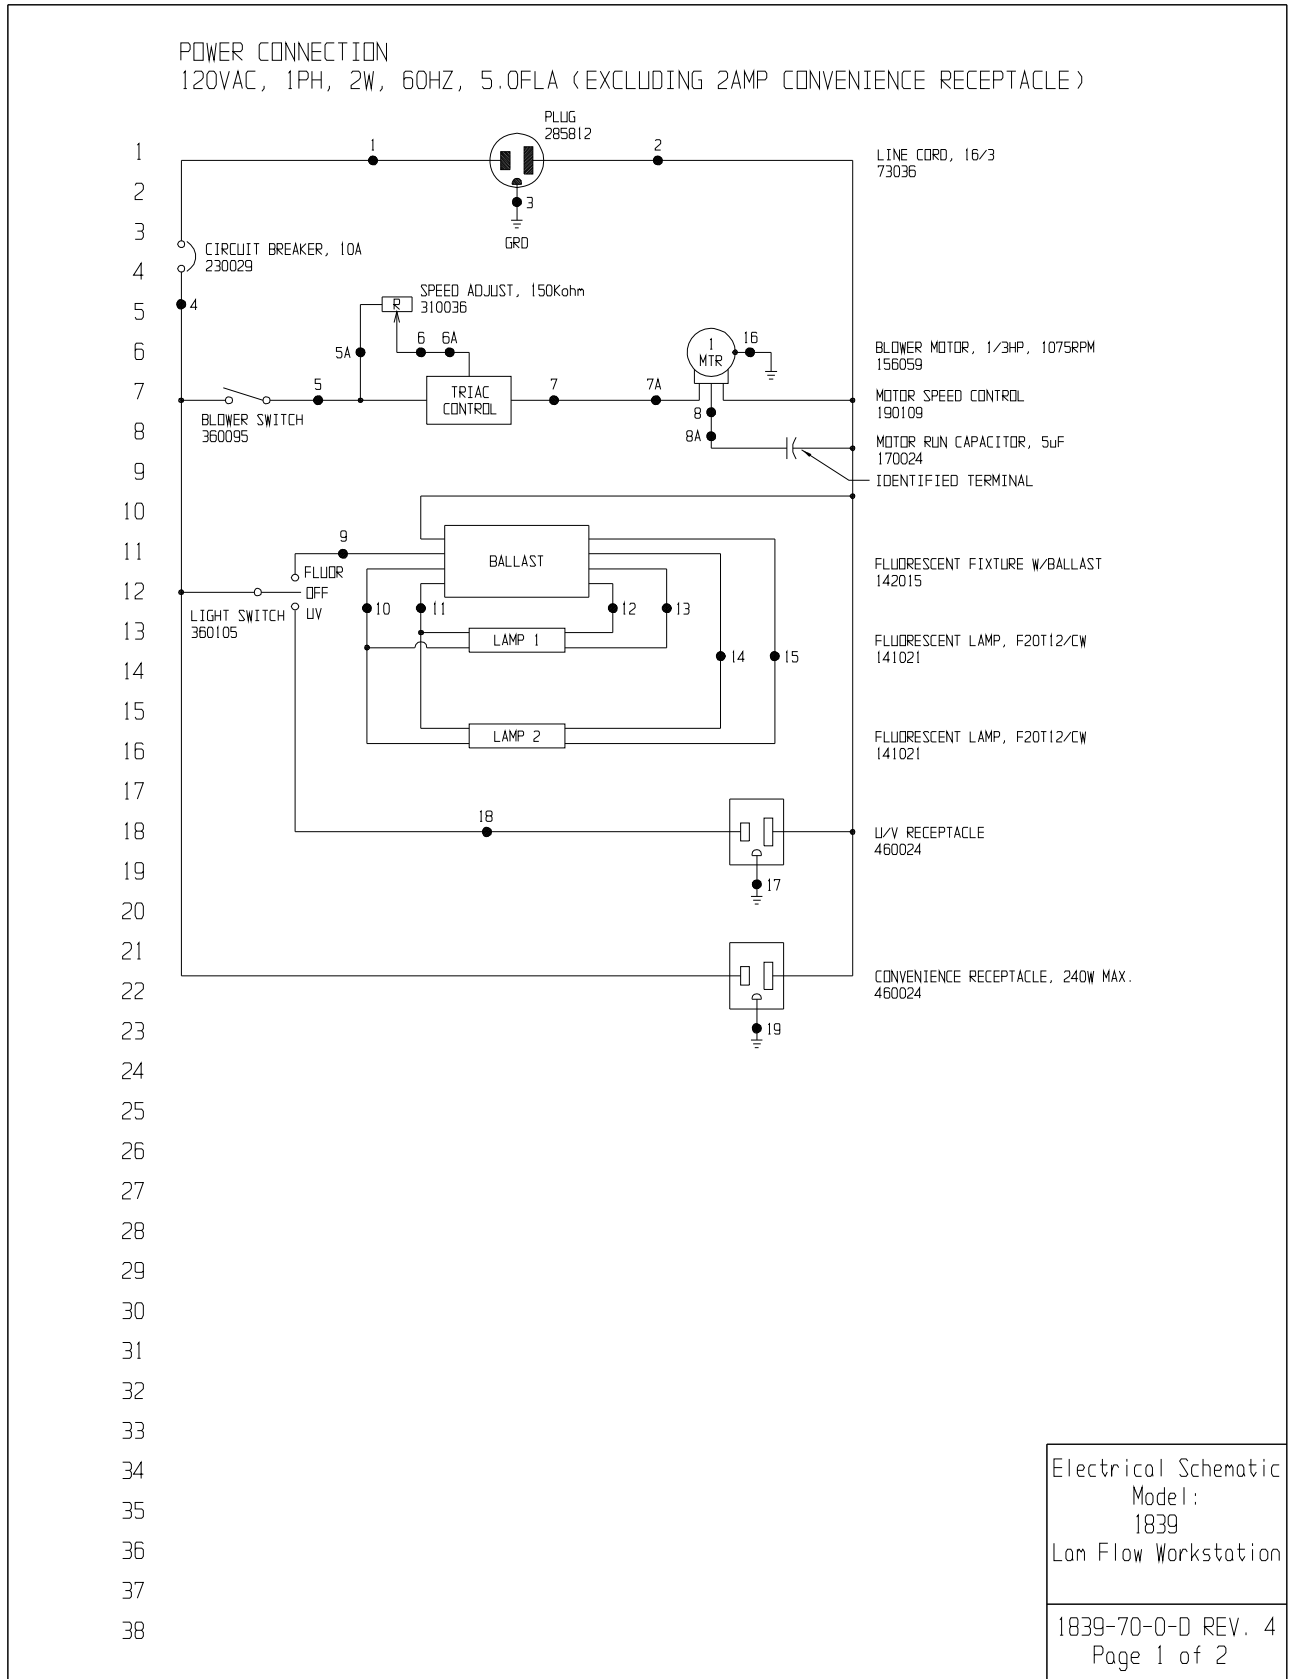 POWER CONNECTION
120VAC, 1PH, 2W, 60HZ, 5.0FLA (EXCLUDING 2AMP CONVENIENCE RECEPTACLE)
PLUG
285812
1
1
2
LINE CORD, 16/3
73036
2
3
3
GRD
CIRCUIT BREAKER, 10A
230029
4
4
5
SPEED ADJUST, 150Kohm
310036
R
6
5A
6
6A
1
MTR
16
BLOWER MOTOR, 1/3HP, 1075RPM
156059
7
5
TRIAC
CONTROL
7
7A
MOTOR SPEED CONTROL
190109
BLOWER SWITCH
360095
8
8
8A
MOTOR RUN CAPACITOR, 5uF
170024
9
IDENTIFIED TERMINAL
10
11
9
BALLAST
FLUORESCENT FIXTURE W/BALLAST
142015
12
FLUOR
OFF
UV
LIGHT SWITCH
360105
10
11
12
13
13
LAMP 1
FLUORESCENT LAMP, F20T12/CW
141021
14
14
15
15
16
LAMP 2
FLUORESCENT LAMP, F20T12/CW
141021
17
18
18
U/V RECEPTACLE
460024
19
17
20
21
22
CONVENIENCE RECEPTACLE, 240W MAX.
460024
23
19
24
25
26
27
28
29
30
31
32
33
34
35
36
37
38
Electrical Schematic
Model:
1839
Lam Flow Workstation
1839-70-0-D REV. 4
Page 1 of 2